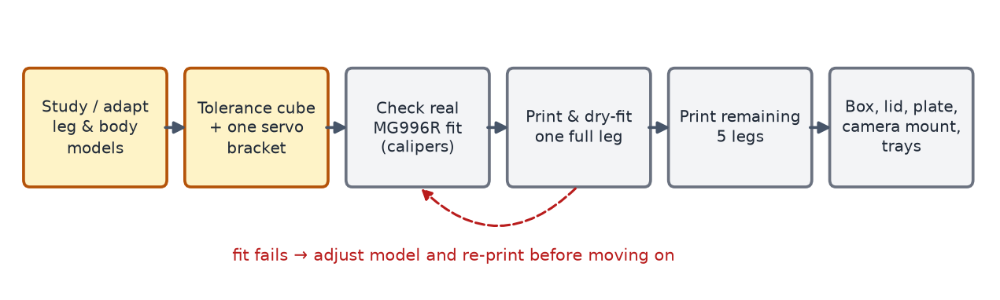 Study / adapt
leg & body
models
Tolerance cube
+ one servo
bracket
Check real
MG996R fit
(calipers)
Print & dry-fit
one full leg
Print remaining
5 legs
Box, lid, plate,
camera mount,
trays
fit fails → adjust model and re-print before moving on